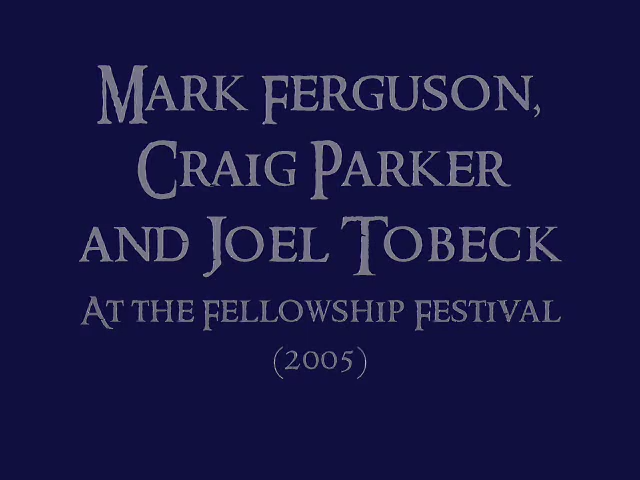 Mark Ferguson,
Craig Parker
and Joel Tobeck
At the Fellowship Festival
(2005)